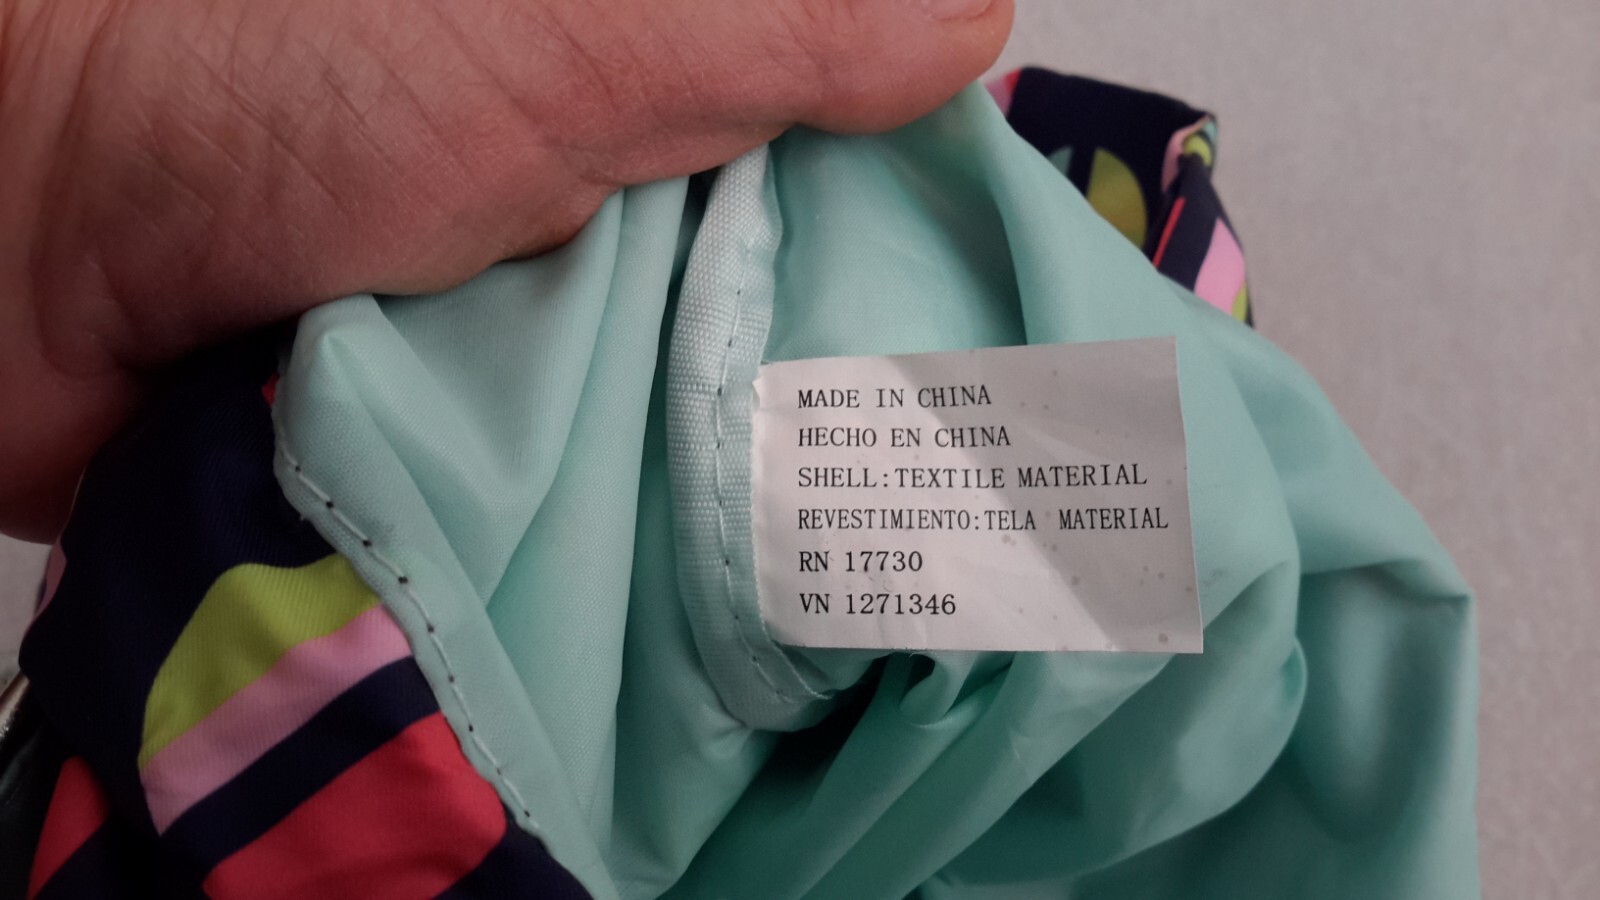 MADE IN CHINA
HECHO EN CHINA
SHELL:TEXTILE MATERIAL
REVESTIMIENTO:TELA MATERIAL
RN 17730
VN 1271346